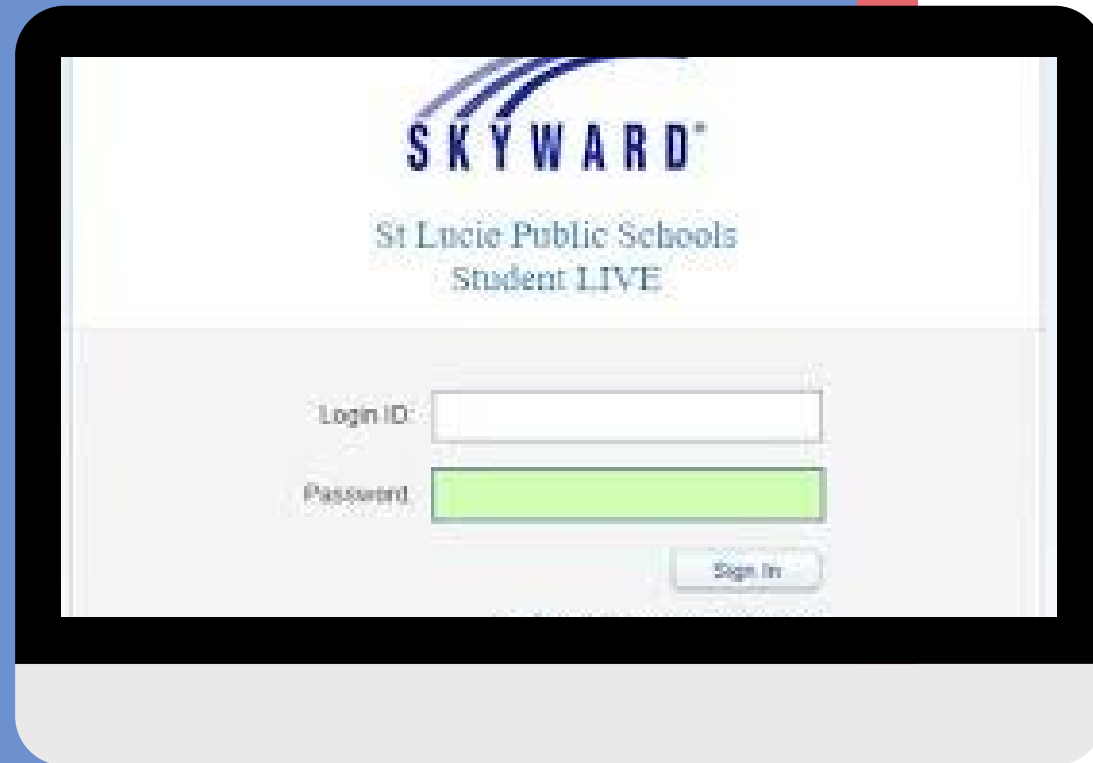 SKYWARD®
St Lucie Public Schools
Student LIVE
Login ID:
Password:
Sign In